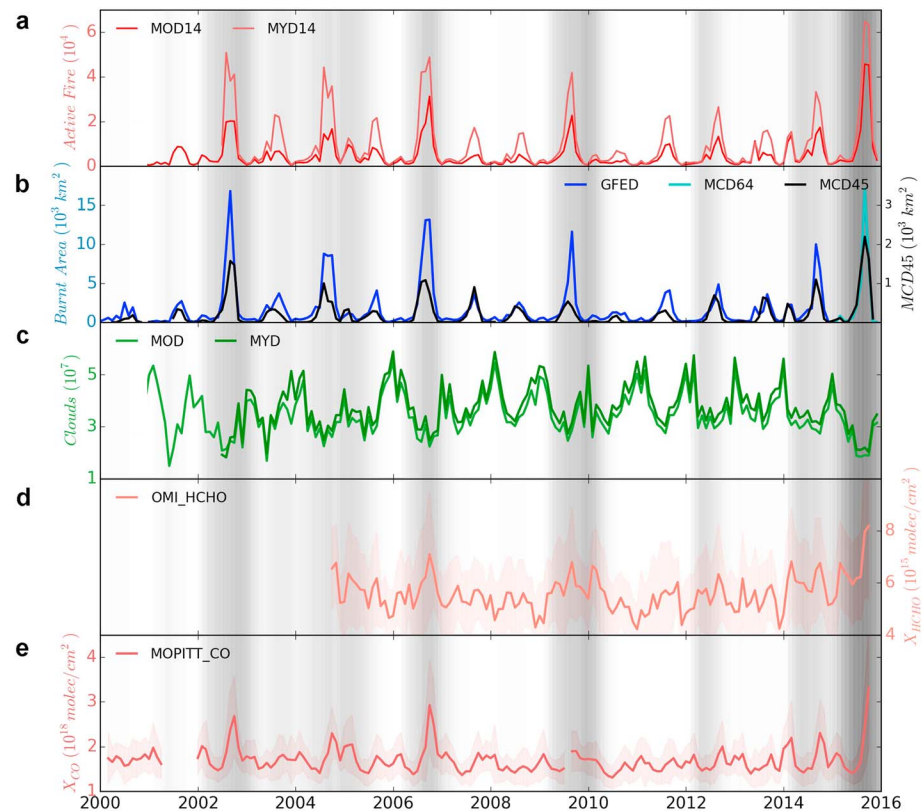 a
MOD14 MYD14
Active Fire (10⁴)
6
4
2
0
b
GFED MCD64 MCD45
Burnt Area (10³ km²)
15
10
5
0
MCD45 (10³ km²)
3
2
1
c
MOD MYD
Clouds (10⁷)
5
3
1
d
OMI_HCHO
X_HCHO (10¹⁵ molec/cm²)
8
6
4
e
MOPITT_CO
X_CO (10¹⁸ molec/cm²)
4
3
2
1
2000 2002 2004 2006 2008 2010 2012 2014 2016